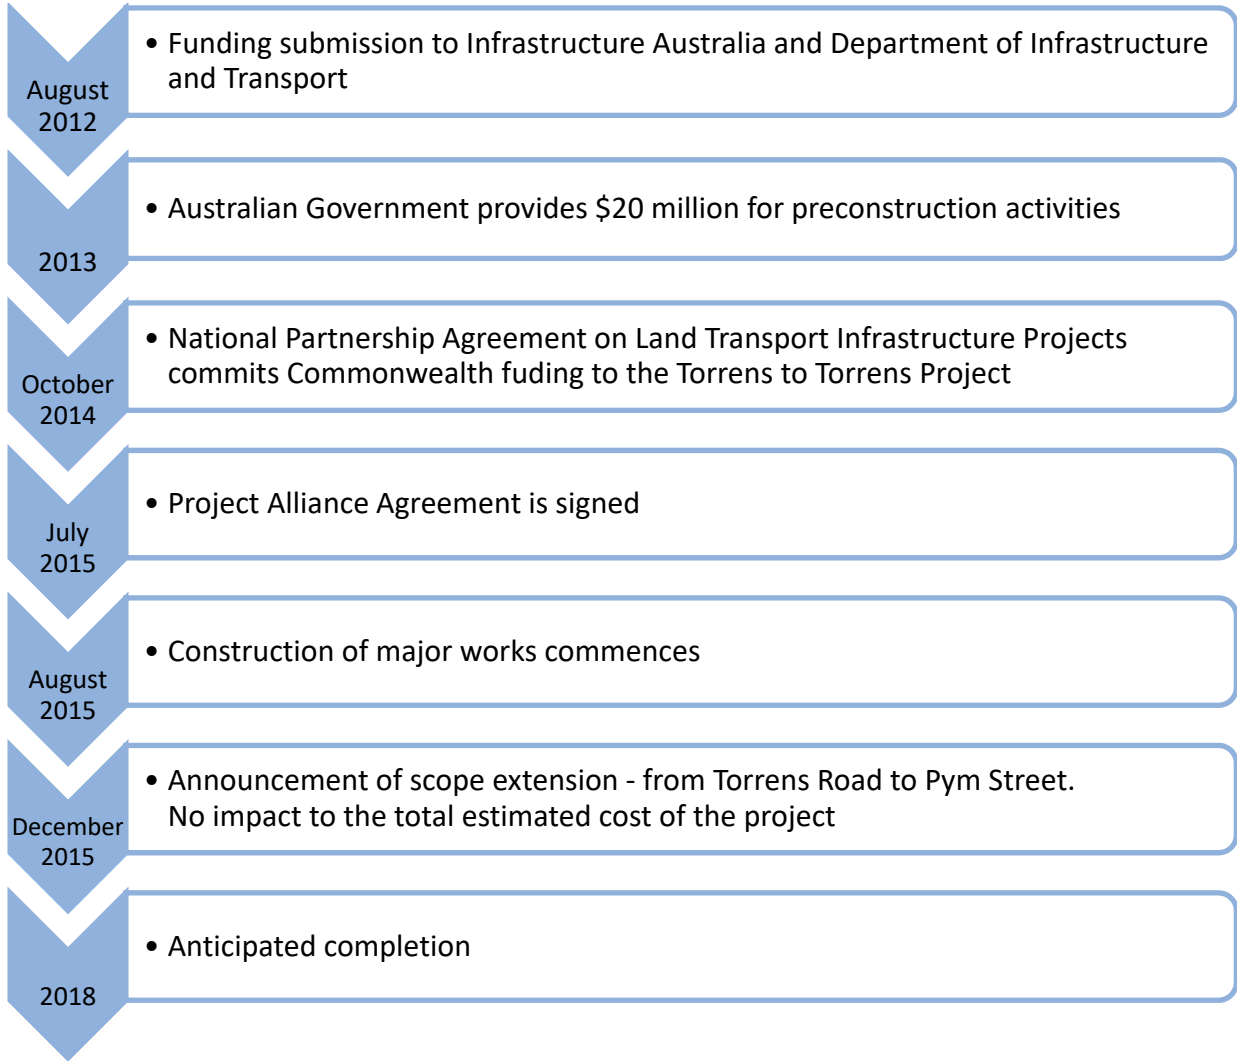 August
2012
• Funding submission to Infrastructure Australia and Department of Infrastructure
and Transport
2013
• Australian Government provides $20 million for preconstruction activities
October
2014
• National Partnership Agreement on Land Transport Infrastructure Projects
commits Commonwealth fuding to the Torrens to Torrens Project
July
2015
• Project Alliance Agreement is signed
August
2015
• Construction of major works commences
December
2015
• Announcement of scope extension - from Torrens Road to Pym Street.
No impact to the total estimated cost of the project
2018
• Anticipated completion